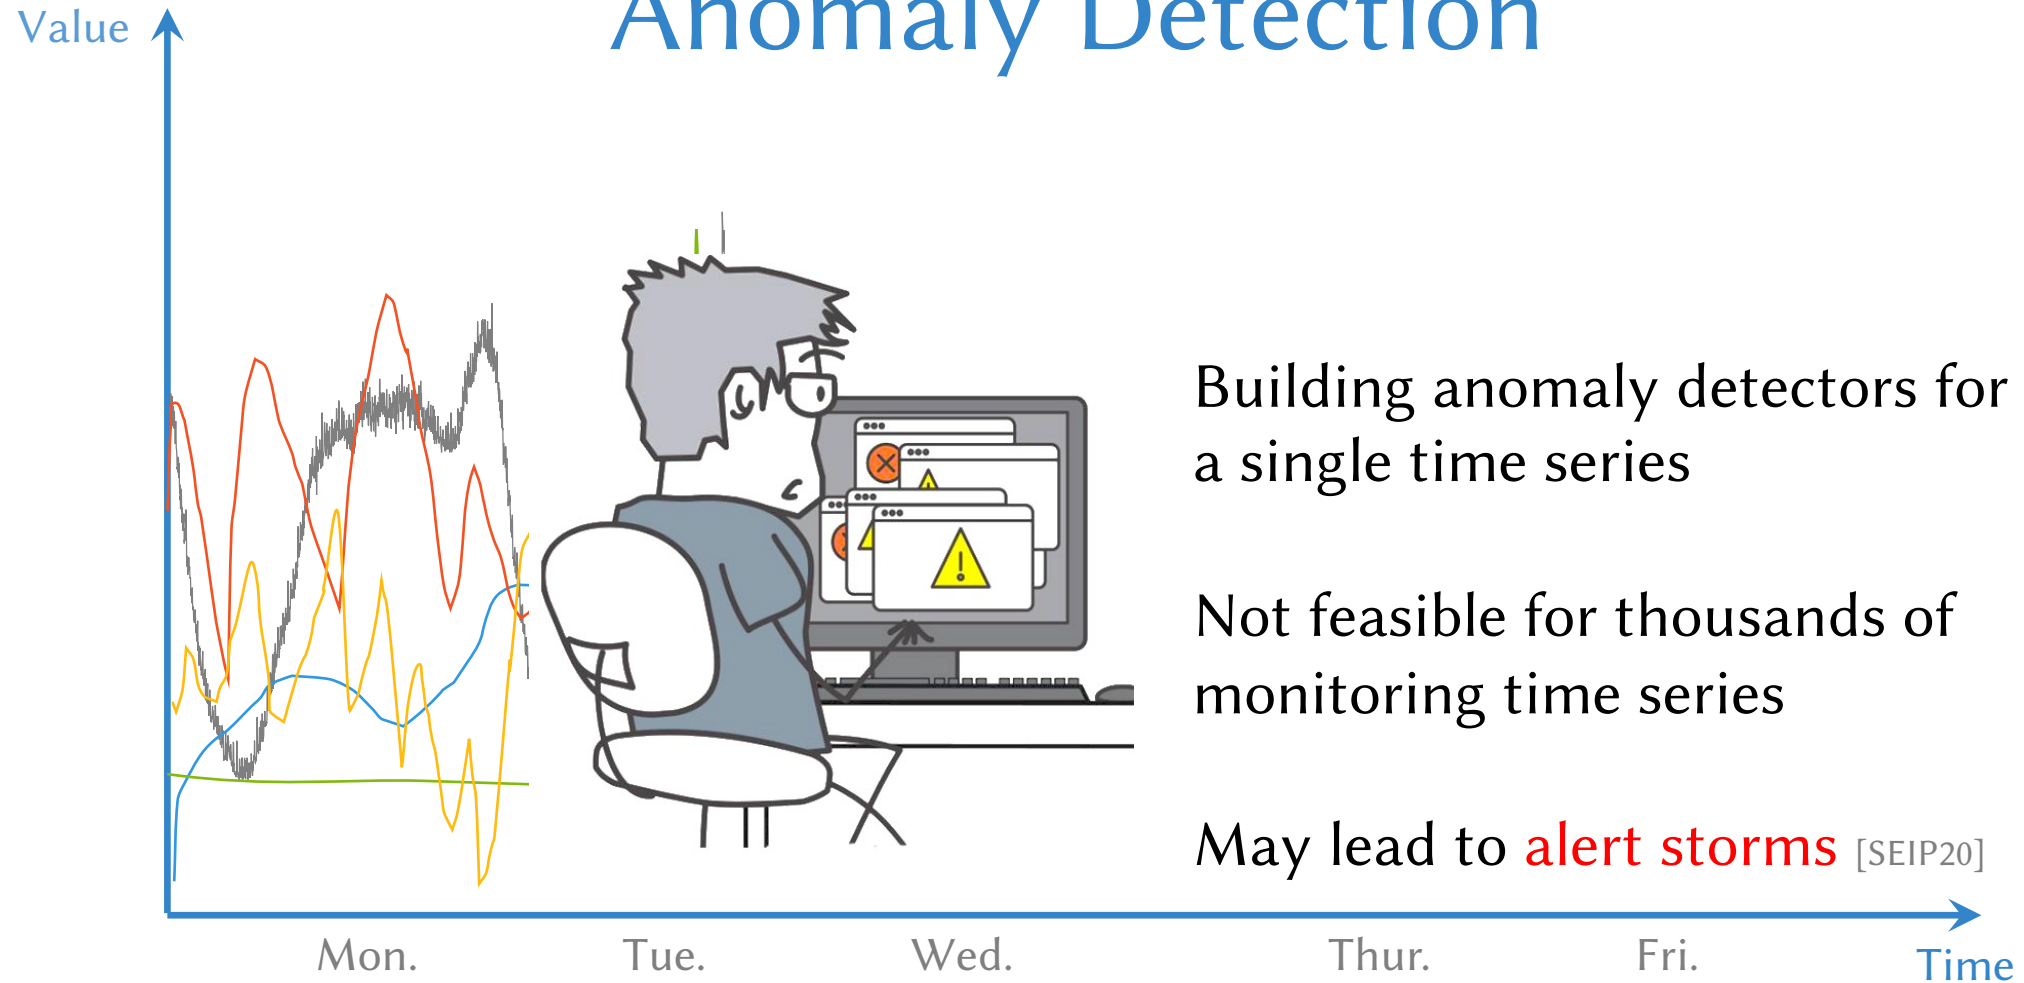 Anomaly Detection
Value
Building anomaly detectors for
a single time series
Not feasible for thousands of
monitoring time series
May lead to alert storms [SEIP20]
Mon. Tue. Wed. Thur. Fri.
Time